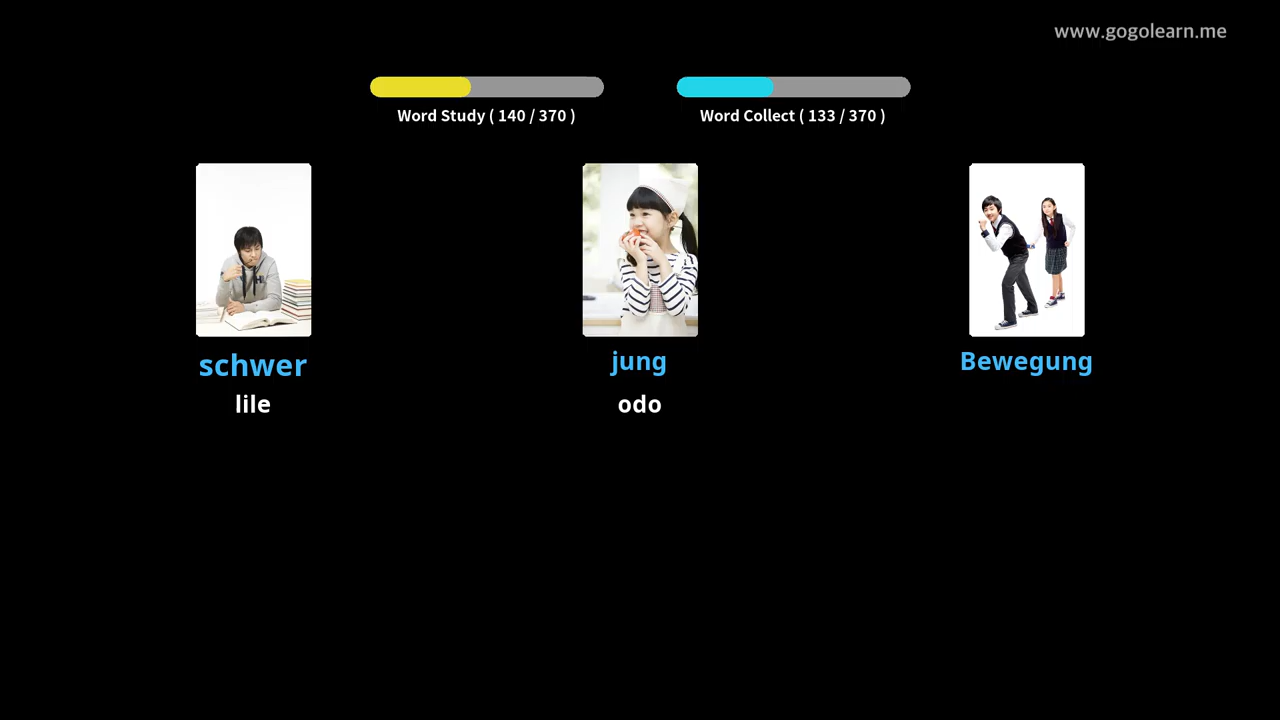 www.gogolearn.me
Word Study ( 140 / 370 )
Word Collect ( 133 / 370 )
schwer
jung
Bewegung
lile
odo